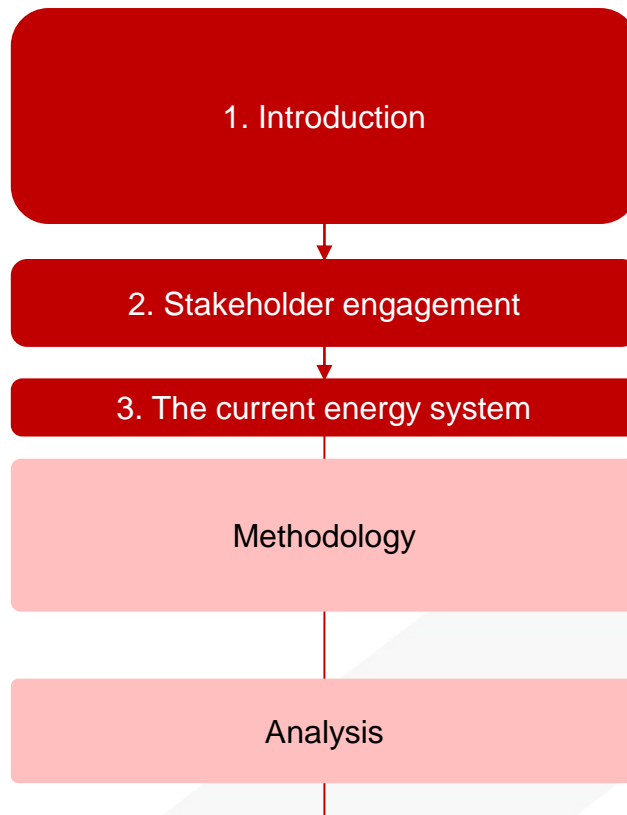 1. Introduction
2. Stakeholder engagement
3. The current energy system
Methodology
Analysis